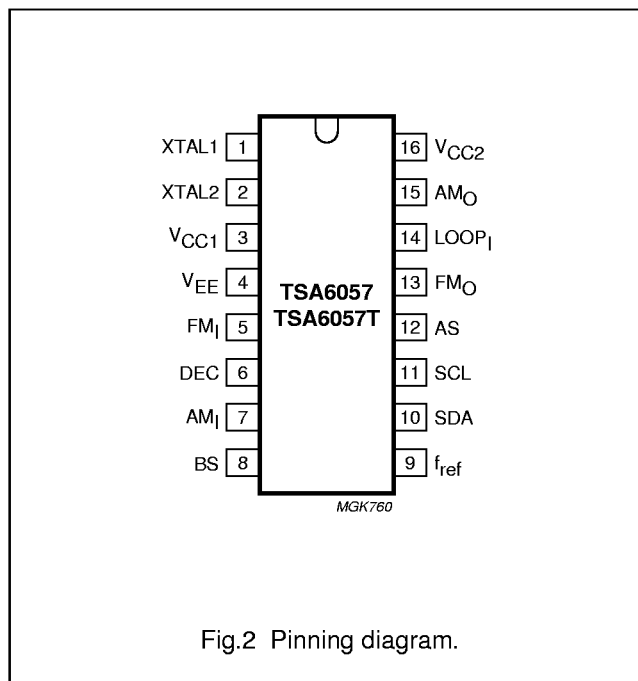 XTAL1 1
XTAL2 2
VCC1 3
VEE 4
FMI 5
DEC 6
AMI 7
BS 8
TSA6057
TSA6057T
16 VCC2
15 AMO
14 LOOPI
13 FMO
12 AS
11 SCL
10 SDA
9 fref
MGK760
Fig.2 Pinning diagram.